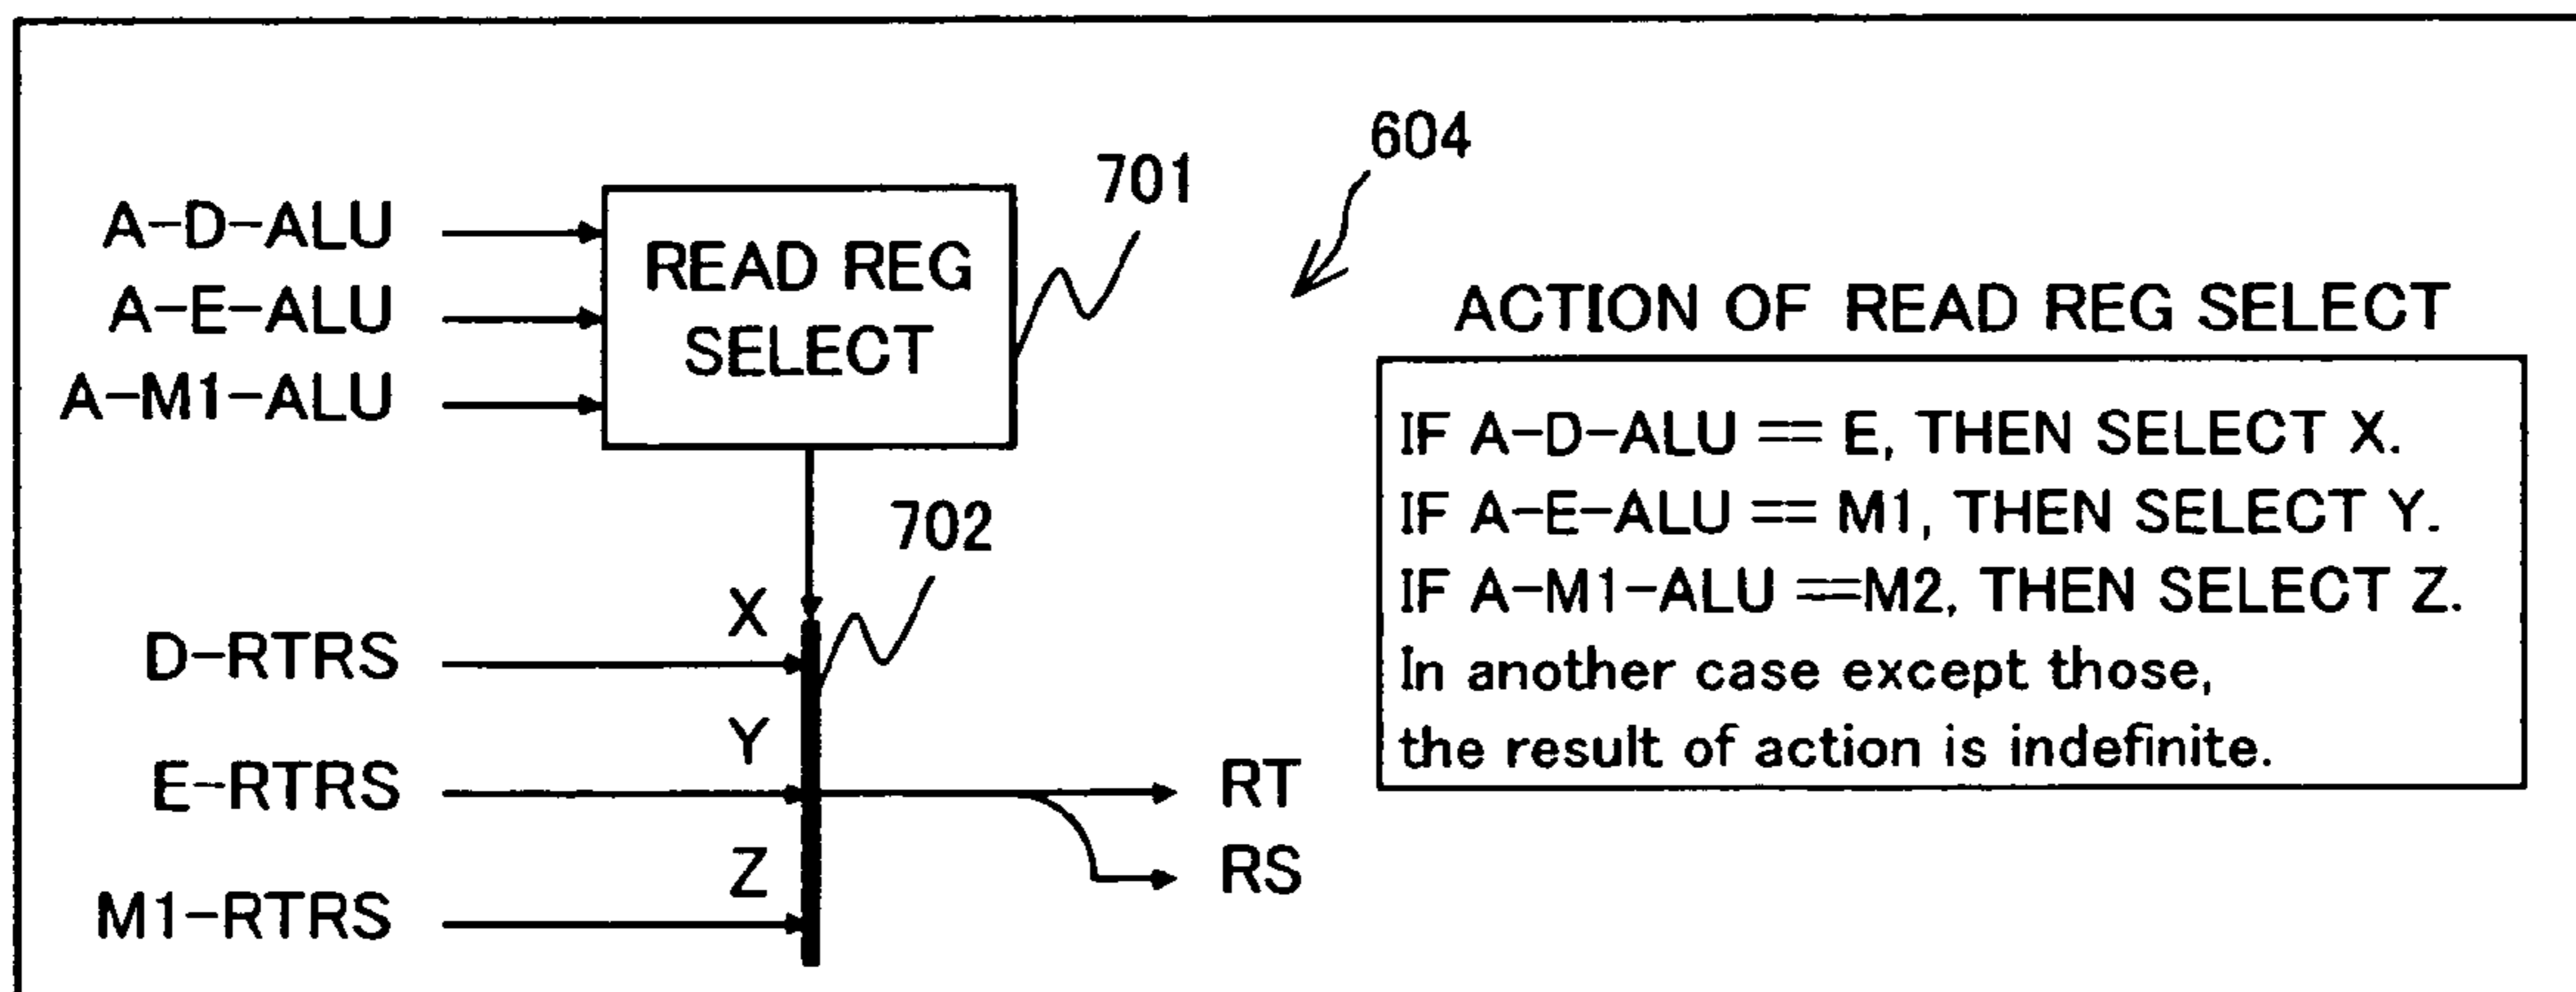 604
701
A-D-ALU
A-E-ALU
A-M1-ALU
READ REG
SELECT
ACTION OF READ REG SELECT
IF A-D-ALU == E, THEN SELECT X.
IF A-E-ALU == M1, THEN SELECT Y.
IF A-M1-ALU ==M2, THEN SELECT Z.
In another case except those,
the result of action is indefinite.
702
X
D-RTRS
Y
E-RTRS
Z
M1-RTRS
RT
RS